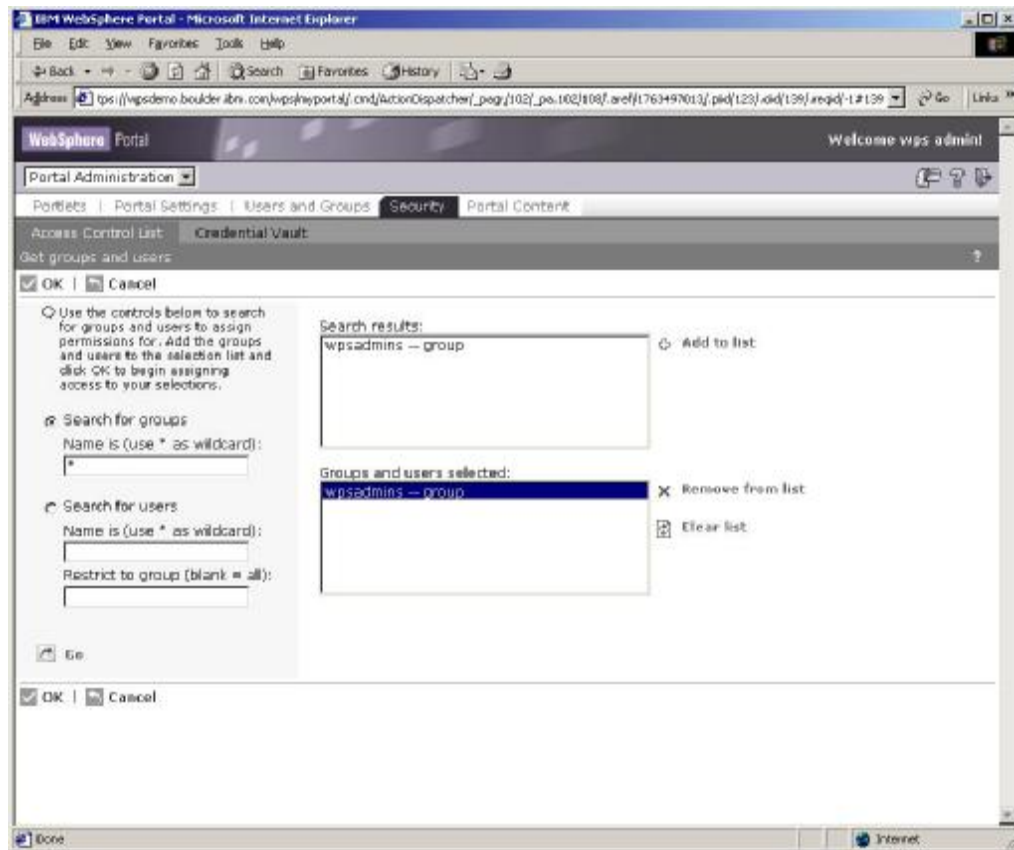 IBM WebSphere Portal - Microsoft Internet Explorer
File Edit View Favorites Tools Help
Back Search Favorites History
Address Go Links »
WebSphere Portal Welcome wps admin!
Portal Administration
Portlets | Portal Settings | Users and Groups Security Portal Content
Access Control List Credential Vault
Get groups and users ?
OK | Cancel
Use the controls below to search
for groups and users to assign
permissions for. Add the groups
and users to the selection list and
click OK to begin assigning
access to your selections.
Search for groups
Name is (use * as wildcard):
*
Search for users
Name is (use * as wildcard):
Restrict to group (blank = all):
Go
Search results:
wpsadmins -- group
Add to list
Groups and users selected:
wpsadmins -- group
Remove from list
Clear list
OK | Cancel
Done Internet